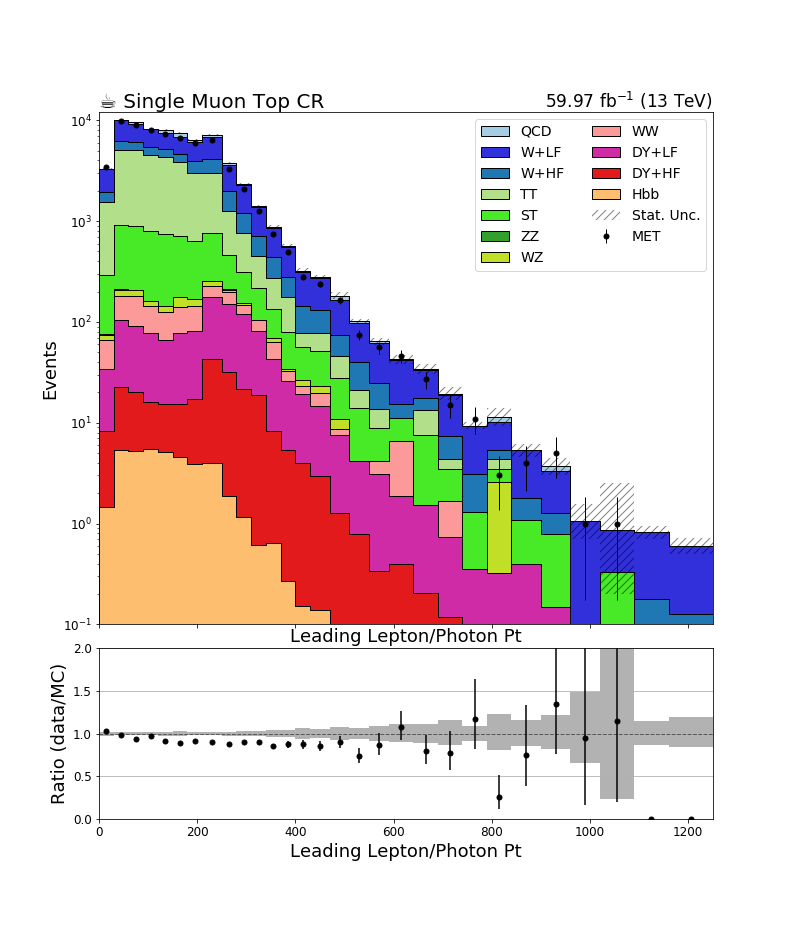 ☕ Single Muon Top CR
59.97 fb⁻¹ (13 TeV)
QCD
W+LF
W+HF
TT
ST
ZZ
WZ
WW
DY+LF
DY+HF
Hbb
Stat. Unc.
MET
Events
10⁴
10³
10²
10¹
10⁰
10⁻¹
Leading Lepton/Photon Pt
Ratio (data/MC)
2.0
1.5
1.0
0.5
0.0
0 200 400 600 800 1000 1200
Leading Lepton/Photon Pt